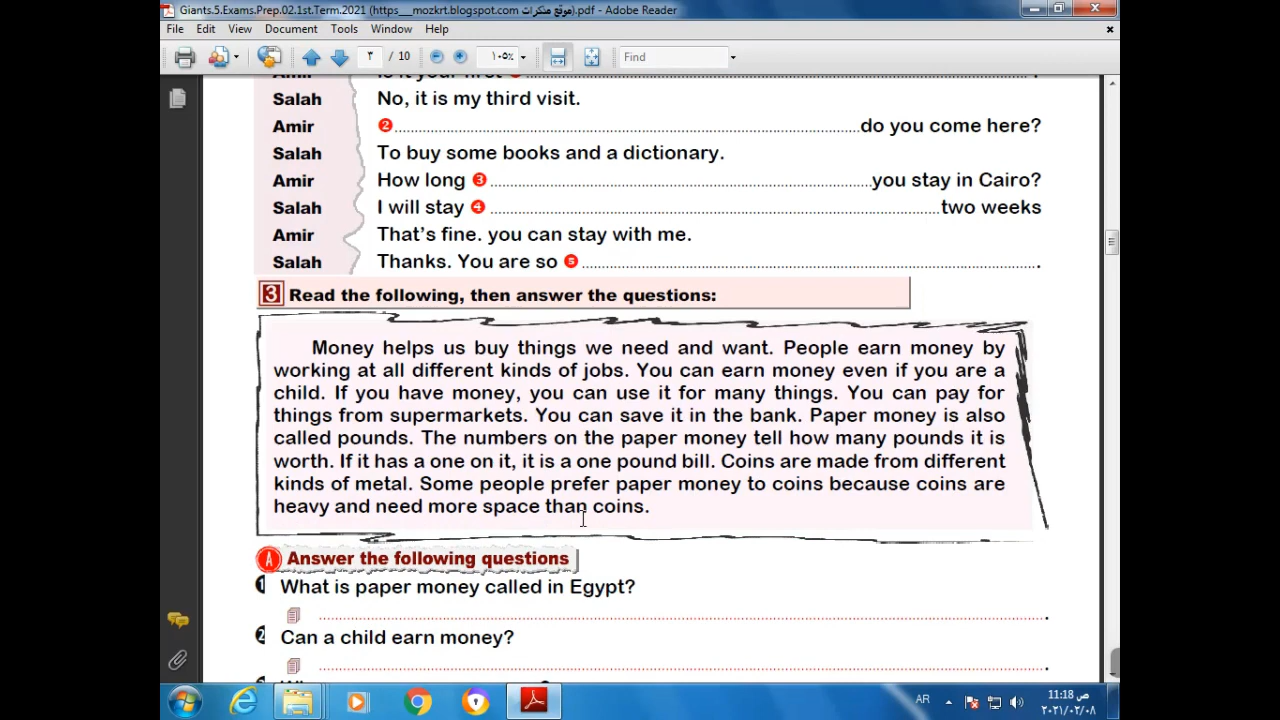 Giants.5.Exams.Prep.02.1st.Term.2021 (https___mozkrt.blogspot.com موقع مذكرات).pdf - Adobe Reader
File Edit View Document Tools Window Help
٣ / 10 ١٠٥% Find
Salah No, it is my third visit.
Amir 2 ........ do you come here?
Salah To buy some books and a dictionary.
Amir How long 3 ........ you stay in Cairo?
Salah I will stay 4 ........ two weeks
Amir That's fine. you can stay with me.
Salah Thanks. You are so 5 ........ .
3 Read the following, then answer the questions:
Money helps us buy things we need and want. People earn money by
working at all different kinds of jobs. You can earn money even if you are a
child. If you have money, you can use it for many things. You can pay for
things from supermarkets. You can save it in the bank. Paper money is also
called pounds. The numbers on the paper money tell how many pounds it is
worth. If it has a one on it, it is a one pound bill. Coins are made from different
kinds of metal. Some people prefer paper money to coins because coins are
heavy and need more space than coins.
A Answer the following questions
1 What is paper money called in Egypt?
2 Can a child earn money?
AR 11:18 ص
٢٠٢١/٠٢/٠٨